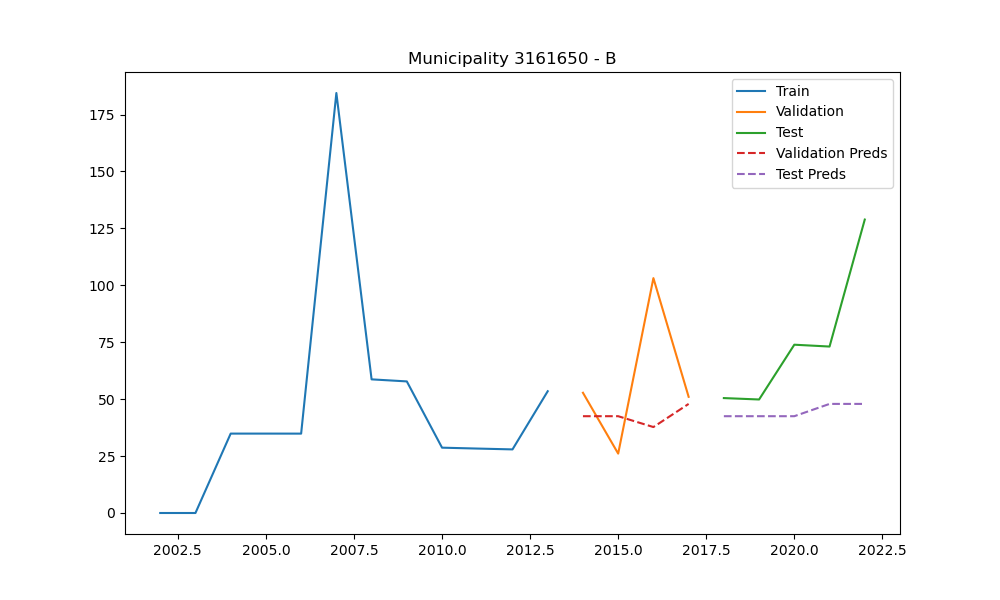 Municipality 3161650 - B
Train
Validation
Test
Validation Preds
Test Preds
175
150
125
100
75
50
25
0
2002.5 2005.0 2007.5 2010.0 2012.5 2015.0 2017.5 2020.0 2022.5